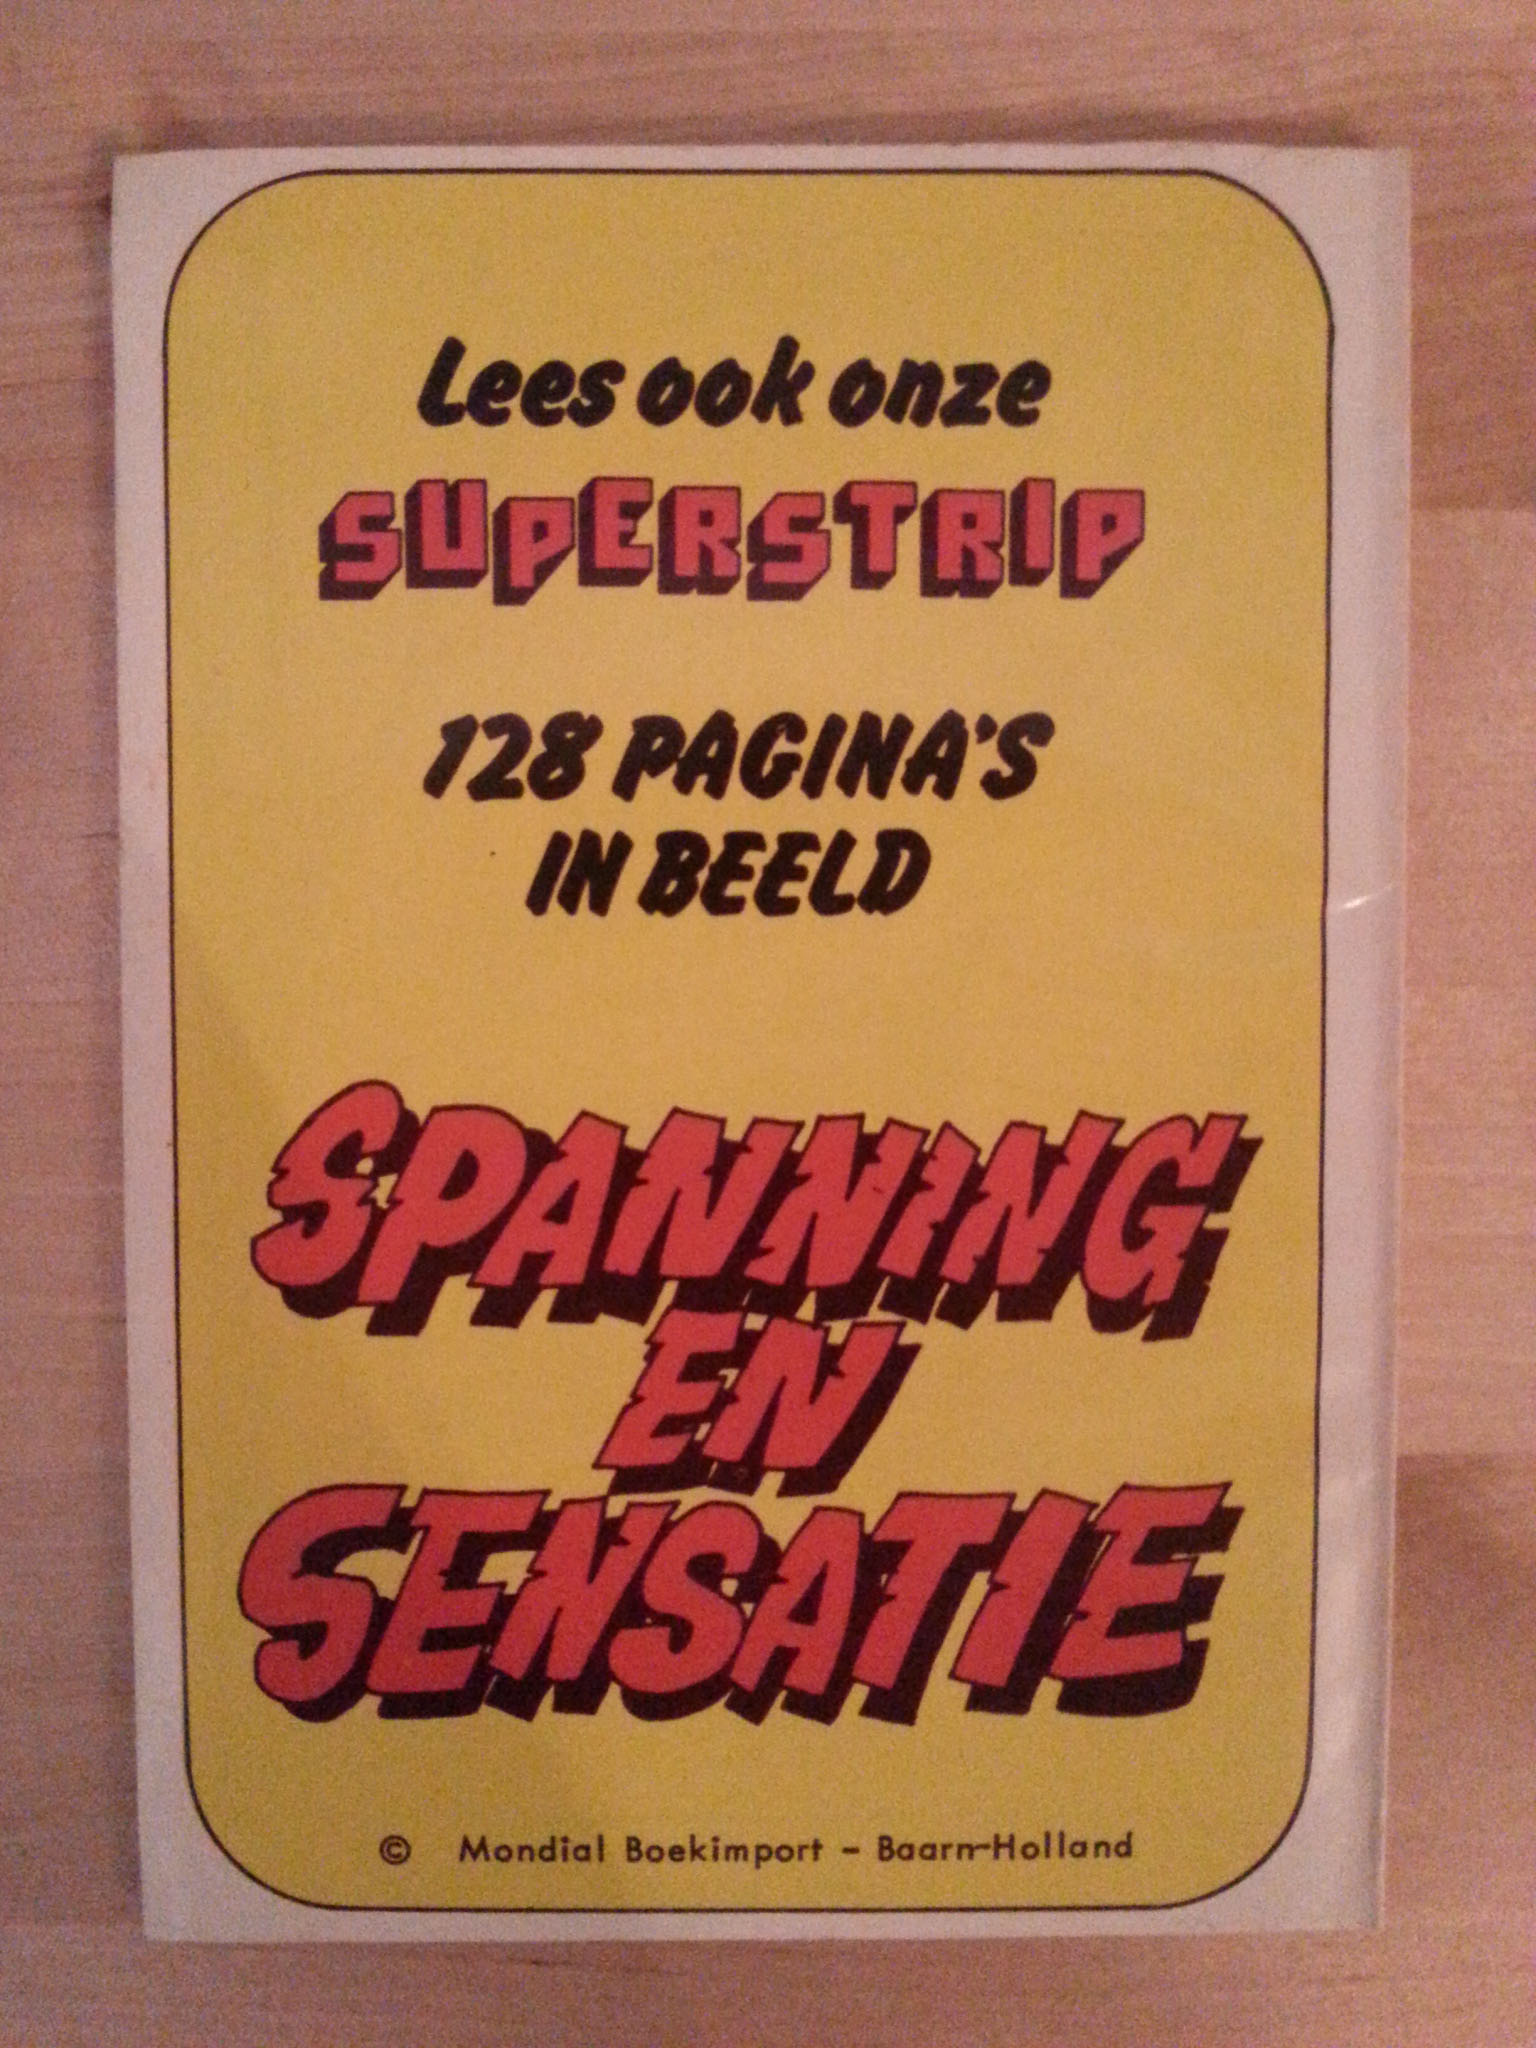 Lees ook onze
SUPERSTRIP
128 PAGINA'S
IN BEELD
SPANNING
EN
SENSATIE
© Mondial Boekimport - Baarn-Holland